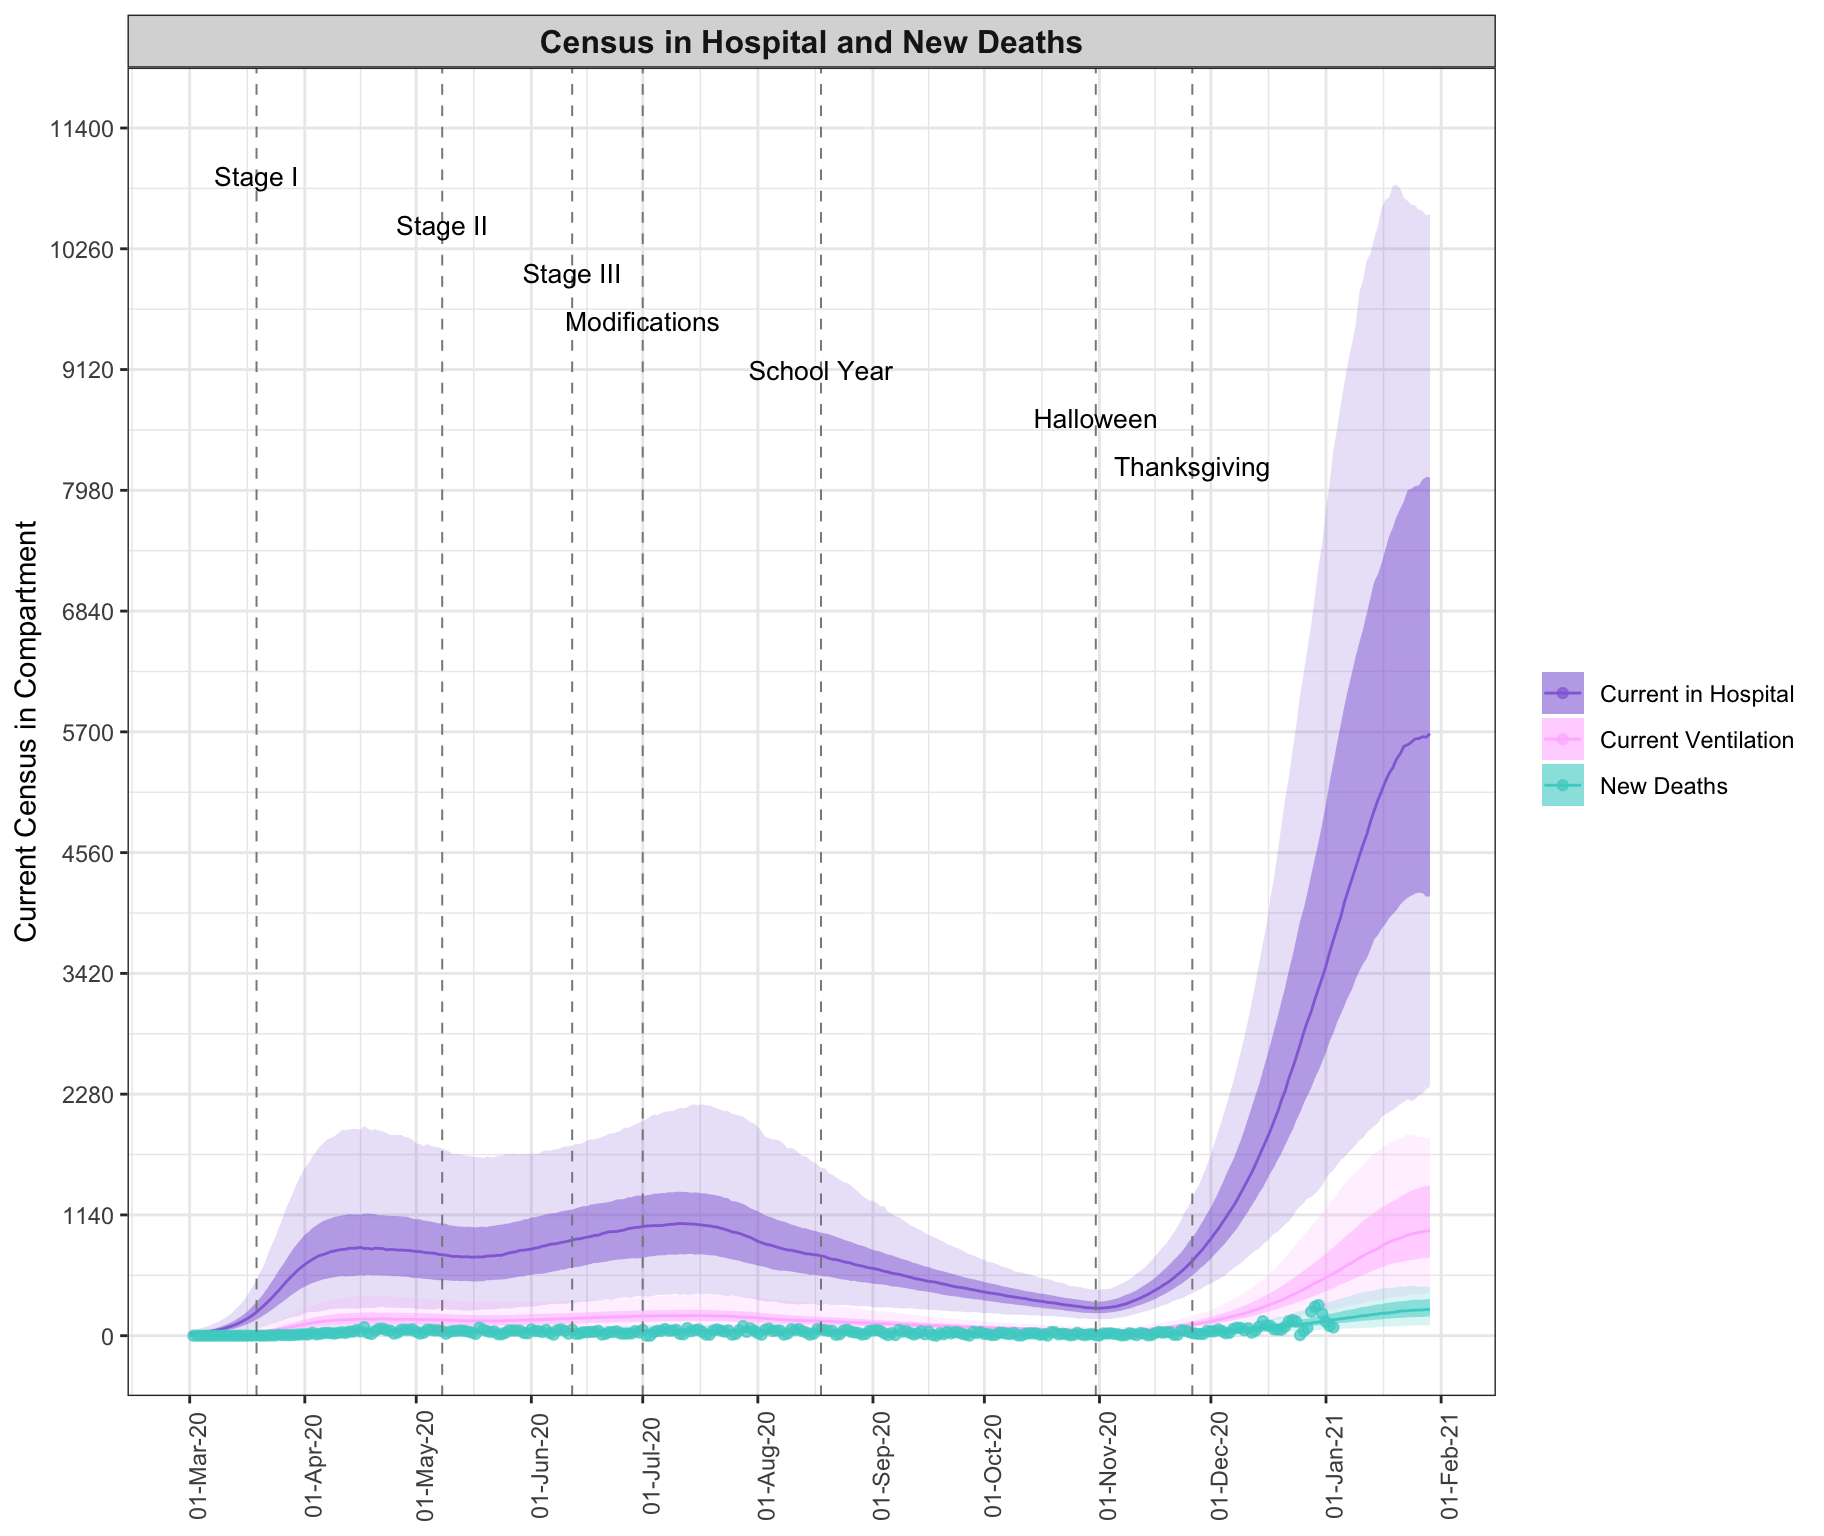 Census in Hospital and New Deaths
Current Census in Compartment
11400
10260
9120
7980
6840
5700
4560
3420
2280
1140
0
Stage I
Stage II
Stage III
Modifications
School Year
Halloween
Thanksgiving
01-Mar-20
01-Apr-20
01-May-20
01-Jun-20
01-Jul-20
01-Aug-20
01-Sep-20
01-Oct-20
01-Nov-20
01-Dec-20
01-Jan-21
01-Feb-21
Current in Hospital
Current Ventilation
New Deaths